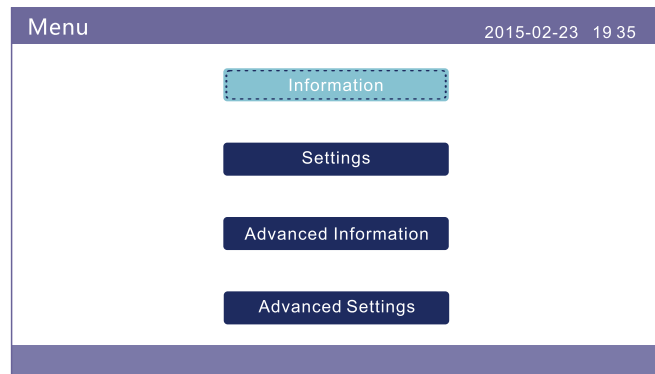 Menu
2015-02-23 19 35
Information
Settings
Advanced Information
Advanced Settings